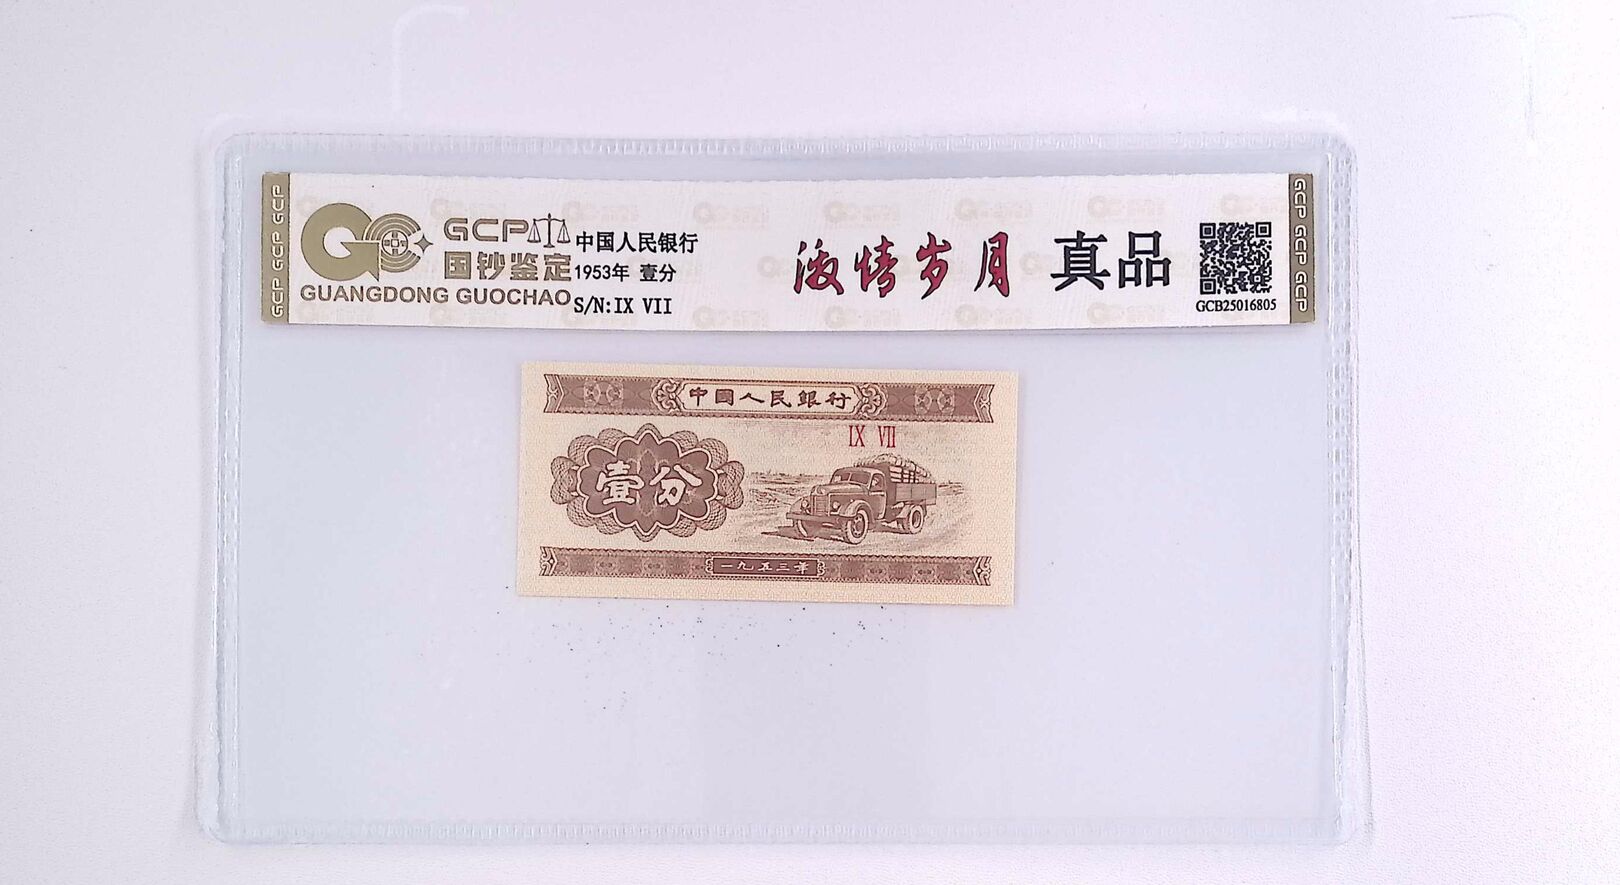 GCP GCP GCP
GCP
国钞鉴定
GUANGDONG GUOCHAO
中国人民银行
1953年 壹分
S/N:IX VII
激情岁月 真品
GCB25016805
GCP GCP GCP
中國人民銀行
IX VII
壹分
一九五三年